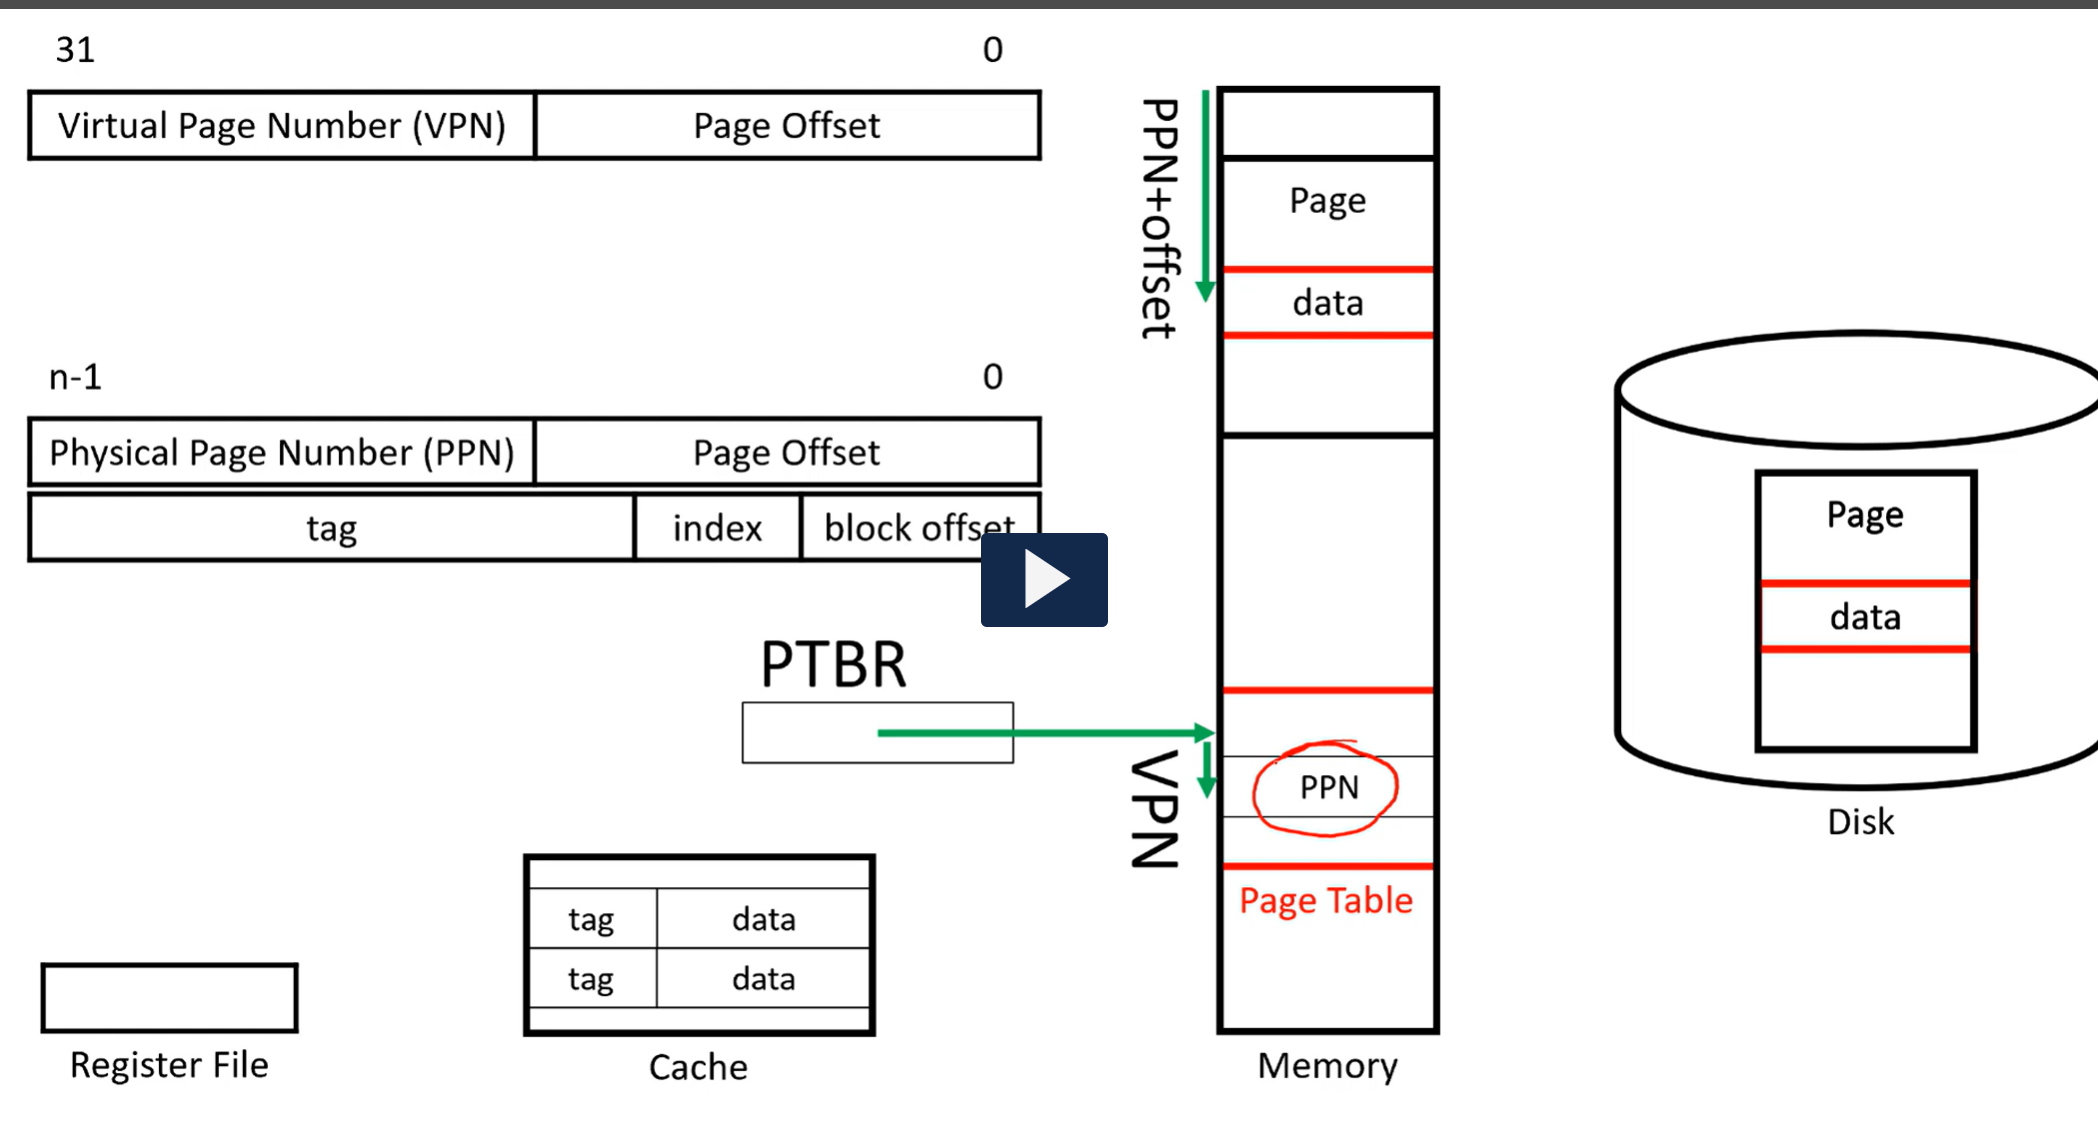 31
0
Virtual Page Number (VPN)
Page Offset
n-1
0
Physical Page Number (PPN)
Page Offset
tag
index
block offset
PTBR
Register File
tag
data
tag
data
Cache
PPN+offset
VPN
Page
data
PPN
Page Table
Memory
Page
data
Disk